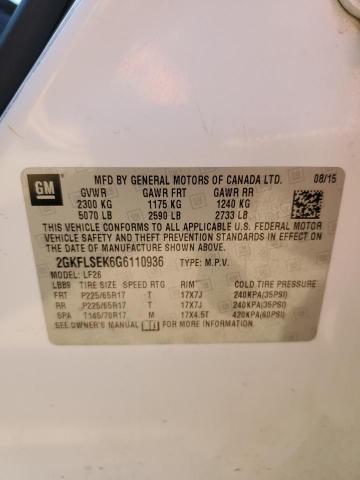 GM
MFD BY GENERAL MOTORS OF CANADA LTD. 08/15
GVWR GAWR FRT GAWR RR
2300 KG 1175 KG 1240 KG
5070 LB 2590 LB 2733 LB
THIS VEHICLE CONFORMS TO ALL APPLICABLE U.S. FEDERAL MOTOR VEHICLE SAFETY, BUMPER, AND THEFT PREVENTION STANDARDS IN EFFECT ON THE DATE OF MANUFACTURE SHOWN ABOVE.
2GKFLSEK6G6110936 TYPE: M.P.V.
MODEL: LF26
LBB9 TIRE SIZE SPEED RTG RIM COLD TIRE PRESSURE
FRT P225/65R17 T 17X7J 240KPA(35PSI)
RR P225/65R17 T 17X7J 240KPA(35PSI)
SPA T145/70R17 M 17X4.5T 420KPA(60PSI)
SEE OWNER'S MANUAL FOR ADDITIONAL INFORMATION.